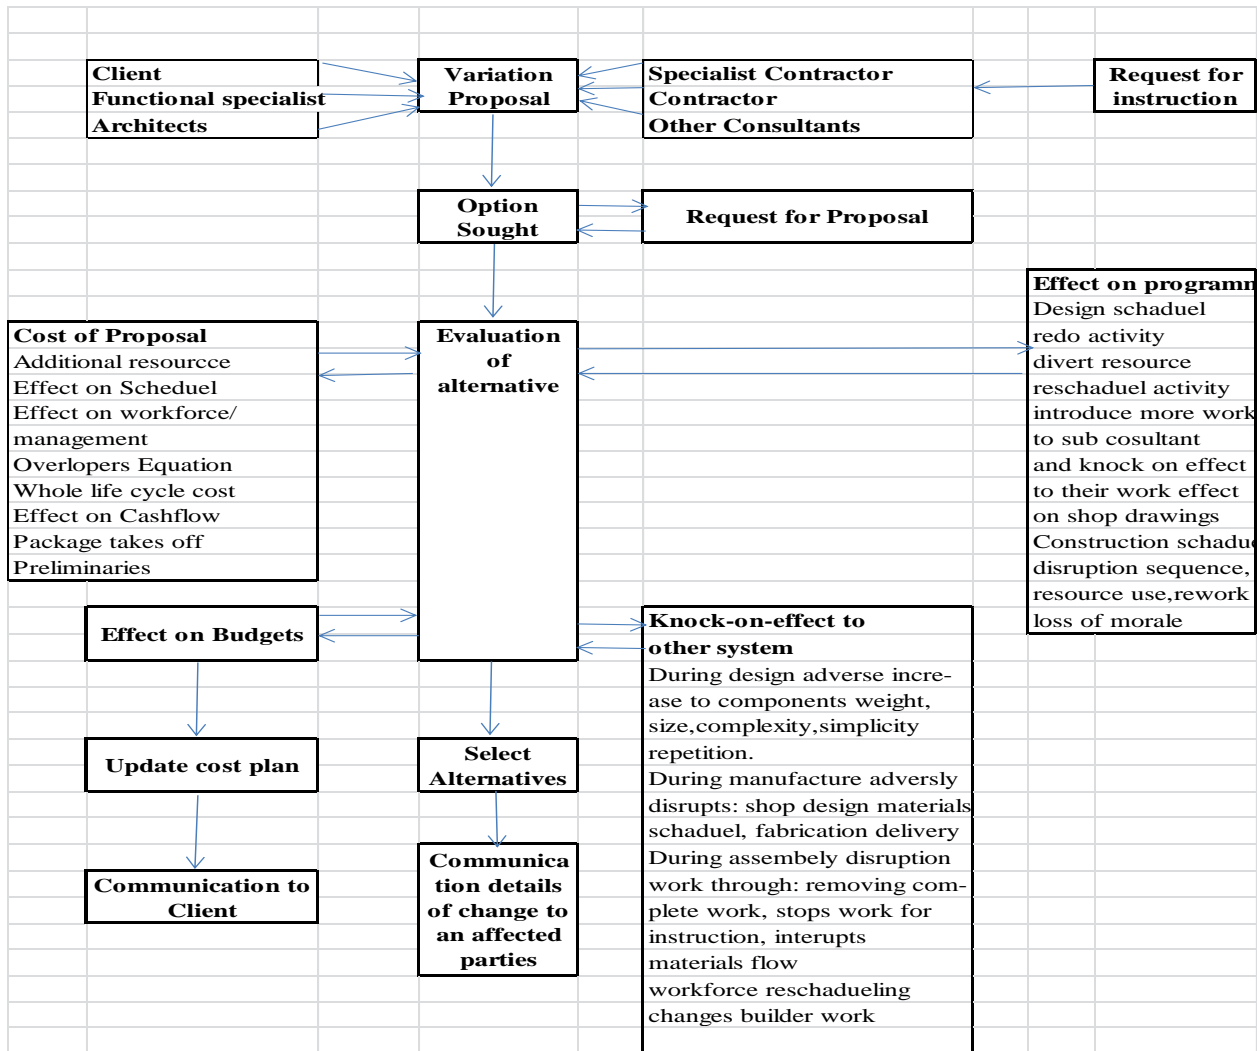 Client
Functional specialist
Architects
Variation
Proposal
Specialist Contractor
Contractor
Other Consultants
Request for
instruction
Option
Sought
Request for Proposal
Effect on programn
Design schaduel
redo activity
divert resource
reschaduel activity
introduce more work
to sub cosultant
and knock on effect
to their work effect
on shop drawings
Construction schadue
disruption sequence,
resource use,rework
loss of morale
Cost of Proposal
Additional resourcce
Effect on Scheduel
Effect on workforce/
management
Overlopers Equation
Whole life cycle cost
Effect on Cashflow
Package takes off
Preliminaries
Evaluation
of
alternative
Effect on Budgets
Knock-on-effect to
other system
During design adverse incre-
ase to components weight,
size,complexity,simplicity
repetition.
During manufacture adversly
disrupts: shop design materials
schaduel, fabrication delivery
During assembely disruption
work through: removing com-
plete work, stops work for
instruction, interupts
materials flow
workforce reschadueling
changes builder work
Update cost plan
Select
Alternatives
Communication to
Client
Communica
tion details
of change to
an affected
parties